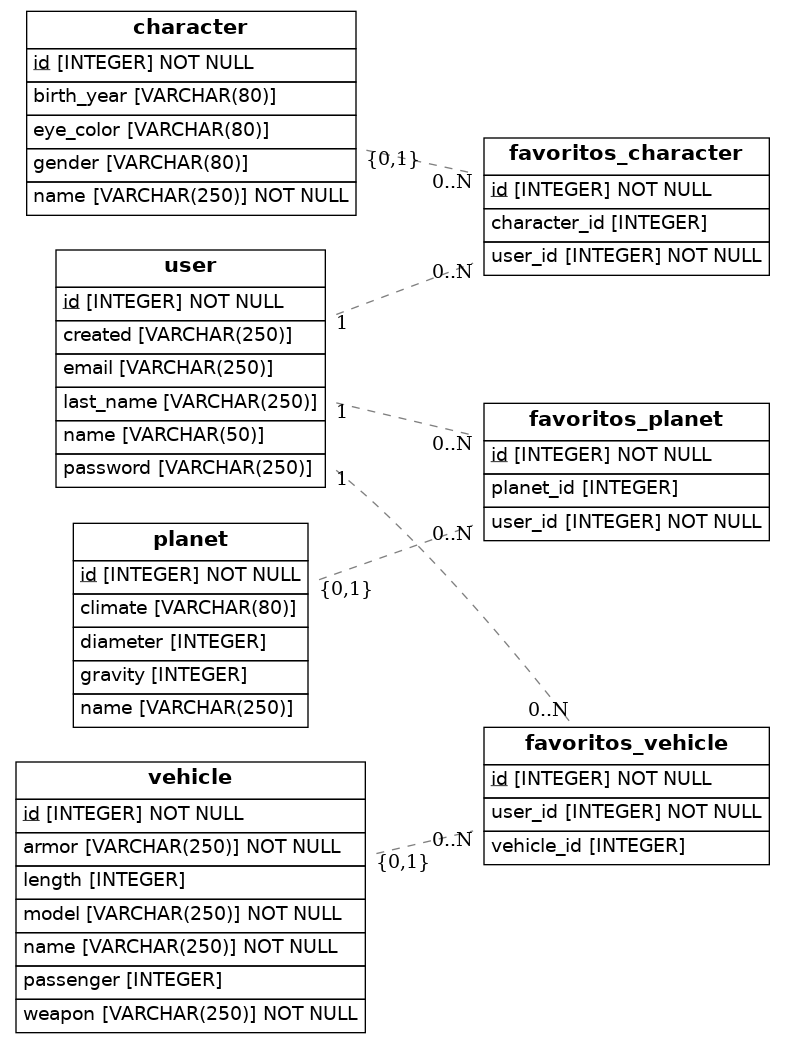 character
id [INTEGER] NOT NULL
birth_year [VARCHAR(80)]
eye_color [VARCHAR(80)]
gender [VARCHAR(80)]
name [VARCHAR(250)] NOT NULL
{0,1}
0..N
favoritos_character
id [INTEGER] NOT NULL
character_id [INTEGER]
user_id [INTEGER] NOT NULL
0..N
1
user
id [INTEGER] NOT NULL
created [VARCHAR(250)]
email [VARCHAR(250)]
last_name [VARCHAR(250)]
name [VARCHAR(50)]
password [VARCHAR(250)]
1
0..N
1
favoritos_planet
id [INTEGER] NOT NULL
planet_id [INTEGER]
user_id [INTEGER] NOT NULL
0..N
{0,1}
planet
id [INTEGER] NOT NULL
climate [VARCHAR(80)]
diameter [INTEGER]
gravity [INTEGER]
name [VARCHAR(250)]
0..N
favoritos_vehicle
id [INTEGER] NOT NULL
user_id [INTEGER] NOT NULL
vehicle_id [INTEGER]
0..N
{0,1}
vehicle
id [INTEGER] NOT NULL
armor [VARCHAR(250)] NOT NULL
length [INTEGER]
model [VARCHAR(250)] NOT NULL
name [VARCHAR(250)] NOT NULL
passenger [INTEGER]
weapon [VARCHAR(250)] NOT NULL